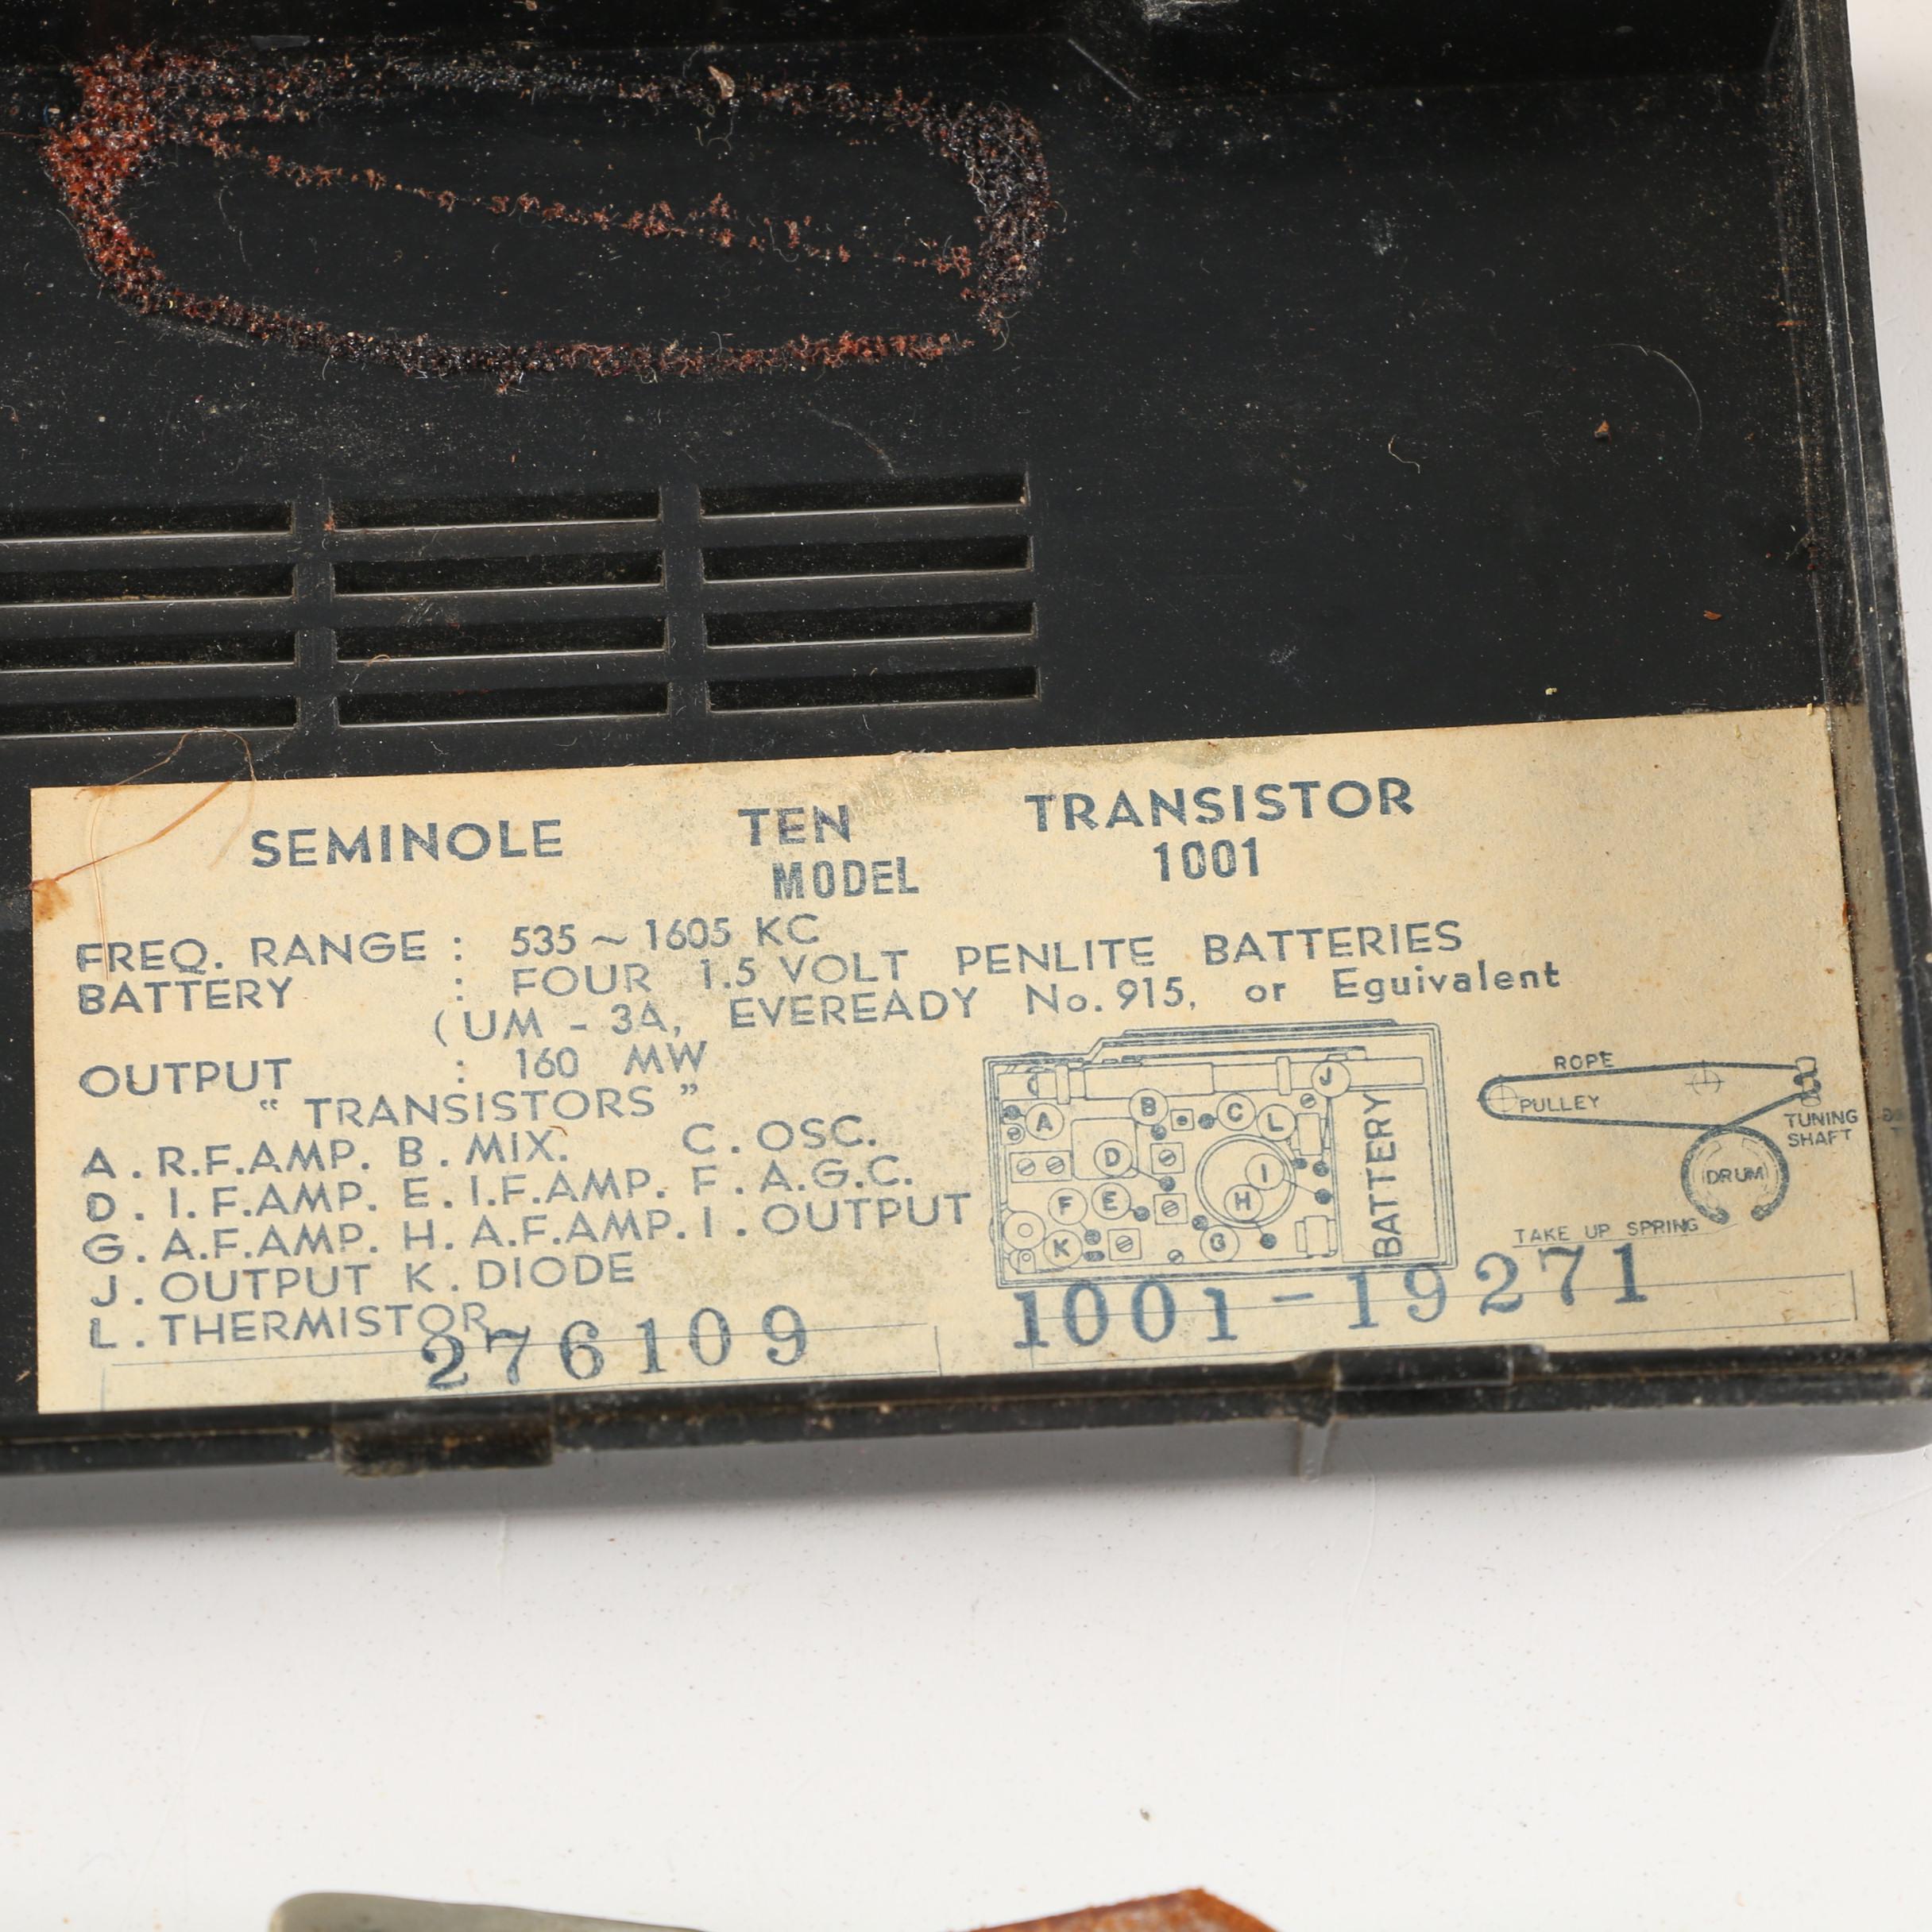 SEMINOLE TEN TRANSISTOR
MODEL 1001
FREQ. RANGE : 535 ~ 1605 KC
BATTERY : FOUR 1.5 VOLT PENLITE BATTERIES
( UM - 3A, EVEREADY No. 915, or Eguivalent
OUTPUT : 160 MW
“ TRANSISTORS ”
A . R.F.AMP. B . MIX. C . OSC.
D . I.F.AMP. E . I.F.AMP. F . A.G.C.
G . A.F.AMP. H . A.F.AMP. I . OUTPUT
J . OUTPUT K . DIODE
L . THERMISTOR
276109
J
A B C L
D I
F E H
K G
BATTERY
ROPE
PULLEY
TUNING
SHAFT
DRUM
TAKE UP SPRING
1001-19271